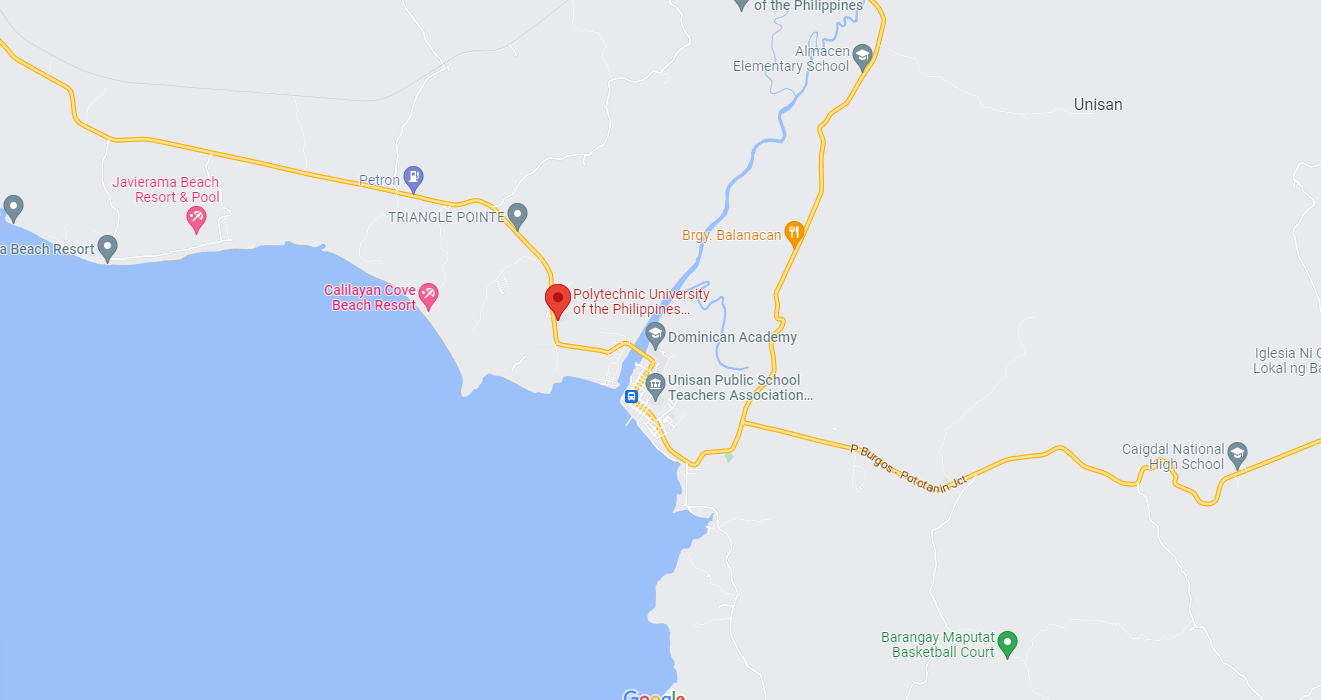 of the Philippines
Almacen
Elementary School
Unisan
Javierama Beach
Resort & Pool
Petron
TRIANGLE POINTE
a Beach Resort
Brgy. Balanacan
Calilayan Cove
Beach Resort
Polytechnic University
of the Philippines...
Dominican Academy
Iglesia Ni C
Lokal ng Ba
Unisan Public School
Teachers Association...
P. Burgos - Pototanin Jct
Caigdal National
High School
Barangay Maputat
Basketball Court
Google